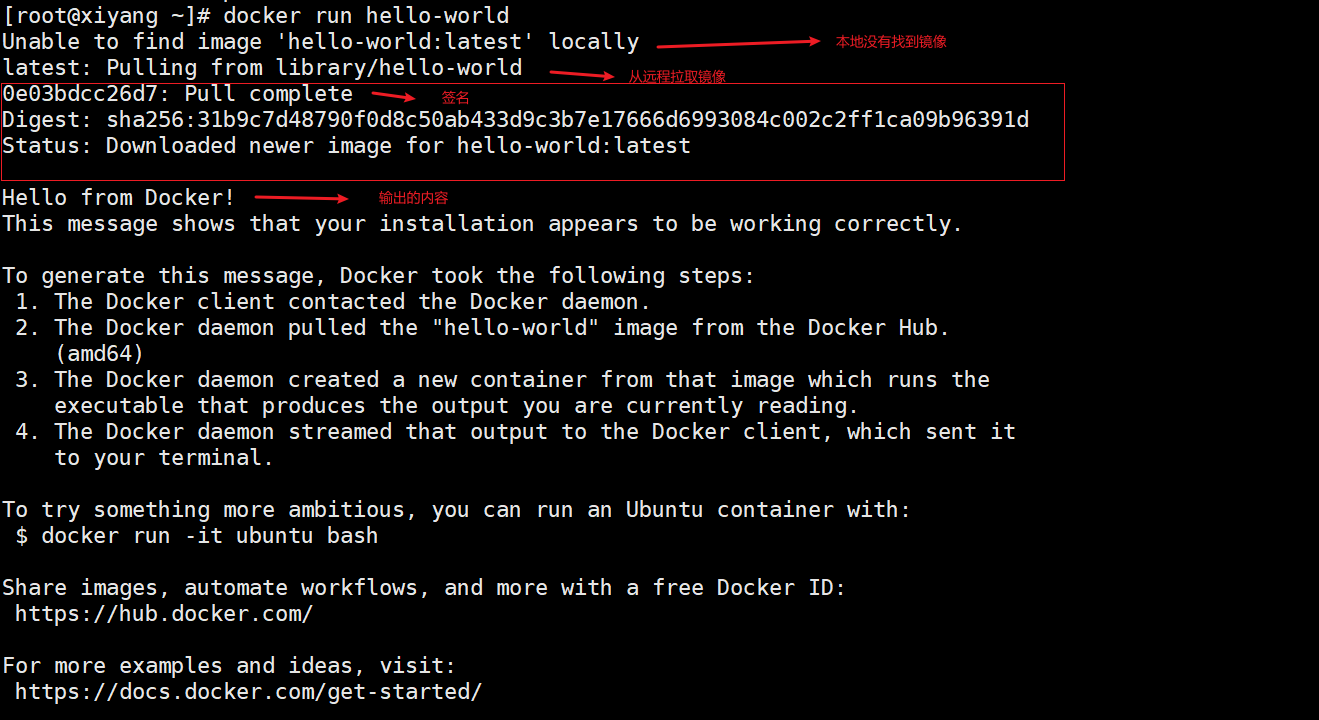 [root@xiyang ~]# docker run hello-world
Unable to find image 'hello-world:latest' locally 本地没有找到镜像
latest: Pulling from library/hello-world 从远程拉取镜像
0e03bdcc26d7: Pull complete 签名
Digest: sha256:31b9c7d48790f0d8c50ab433d9c3b7e17666d6993084c002c2ff1ca09b96391d
Status: Downloaded newer image for hello-world:latest
Hello from Docker! 输出的内容
This message shows that your installation appears to be working correctly.
To generate this message, Docker took the following steps:
1. The Docker client contacted the Docker daemon.
2. The Docker daemon pulled the "hello-world" image from the Docker Hub.
(amd64)
3. The Docker daemon created a new container from that image which runs the
executable that produces the output you are currently reading.
4. The Docker daemon streamed that output to the Docker client, which sent it
to your terminal.
To try something more ambitious, you can run an Ubuntu container with:
$ docker run -it ubuntu bash
Share images, automate workflows, and more with a free Docker ID:
https://hub.docker.com/
For more examples and ideas, visit:
https://docs.docker.com/get-started/